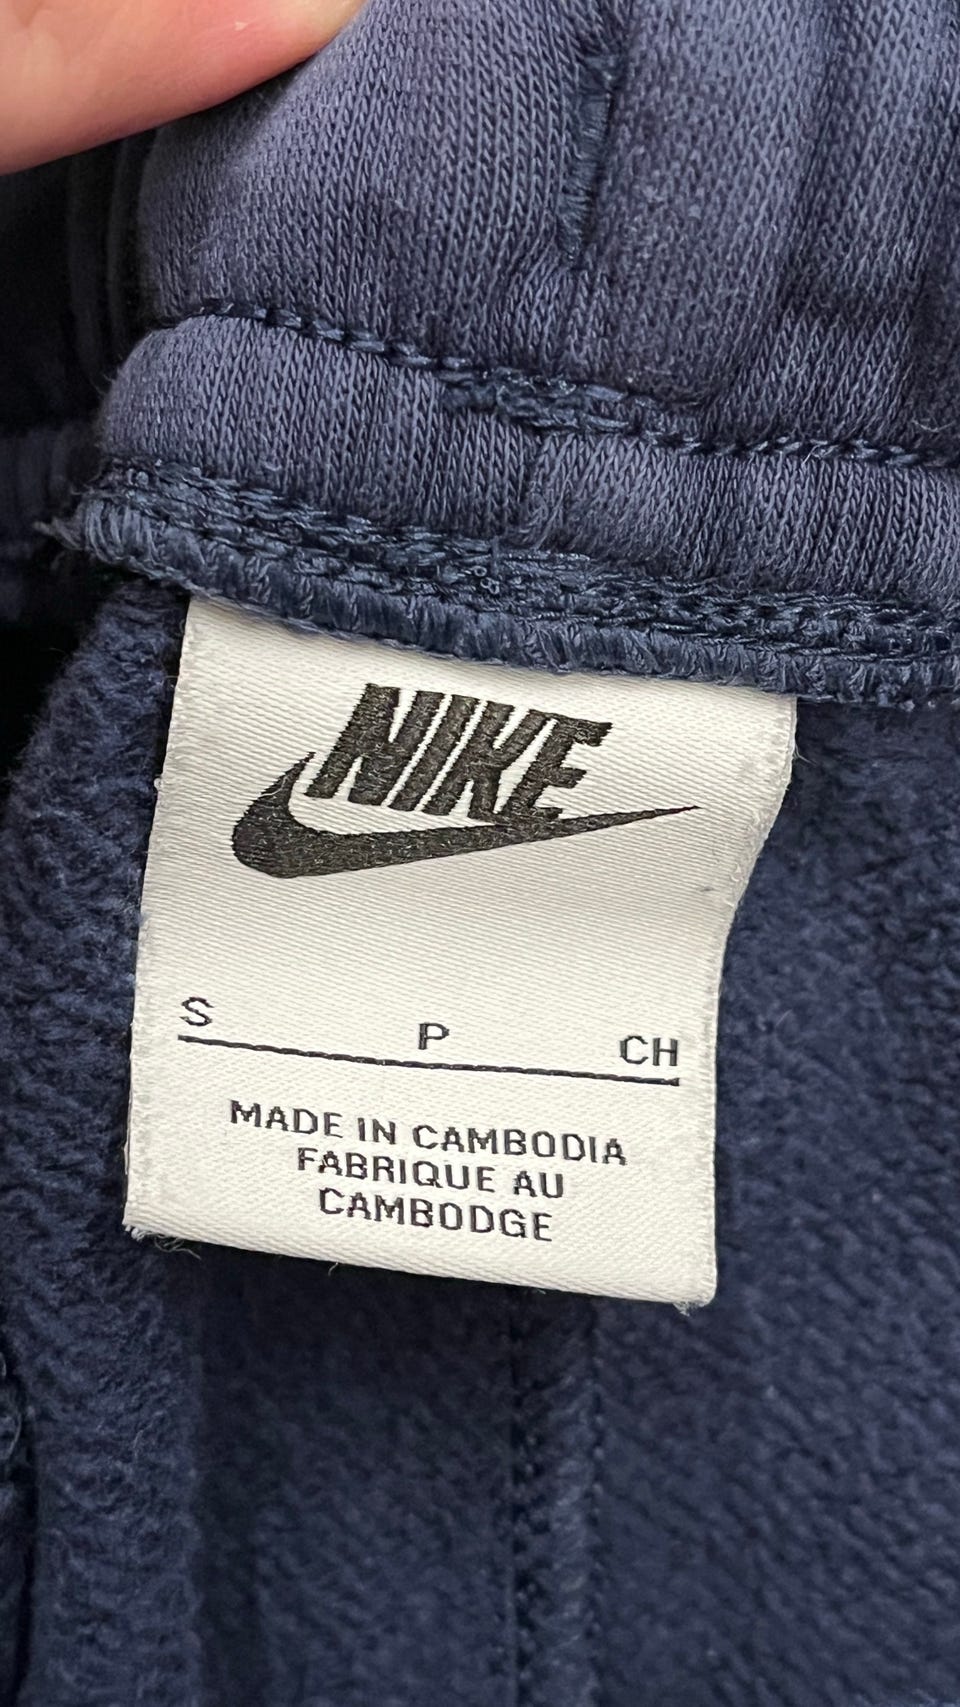 NIKE
S P CH
MADE IN CAMBODIA
FABRIQUE AU
CAMBODGE